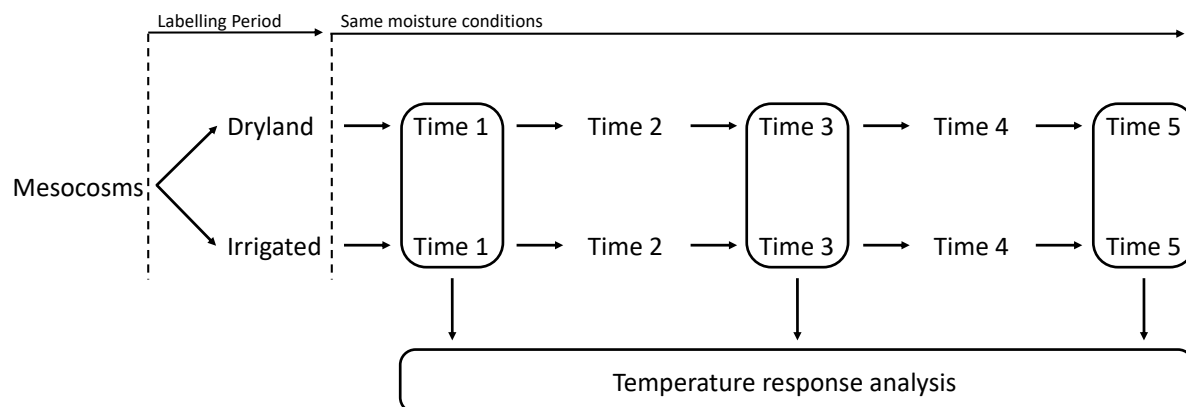 Labelling Period
Same moisture conditions
Dryland
Time 1
Time 2
Time 3
Time 4
Time 5
Mesocosms
Irrigated
Time 1
Time 2
Time 3
Time 4
Time 5
Temperature response analysis